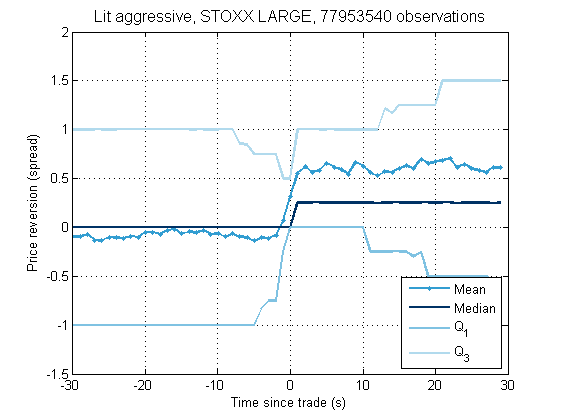 Lit aggressive, STOXX LARGE, 77953540 observations
Price reversion (spread)
2
1.5
1
0.5
0
-0.5
-1
-1.5
-30
-20
-10
0
10
20
30
Time since trade (s)
Mean
Median
Q1
Q3